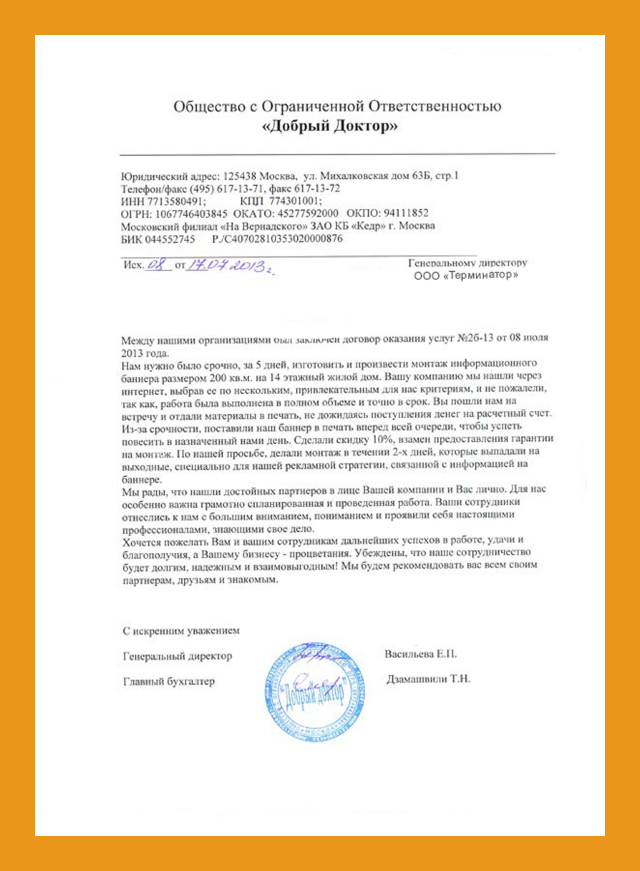 Общество с Ограниченной Ответственностью
«Добрый Доктор»
Юридический адрес: 125438 Москва, ул. Михалковская дом 63Б, стр.1
Телефон/факс (495) 617-13-71, факс 617-13-72
ИНН 7713580491; КПП 774301001;
ОГРН: 1067746403845 ОКАТО: 45277592000 ОКПО: 94111852
Московский филиал «На Вернадского» ЗАО КБ «Кедр» г. Москва
БИК 044552745 Р./С40702810353020000876
Исх. 08 от 17.07.2013г.
Генеральному директору
ООО «Терминатор»
Между нашими организациями был заключен договор оказания услуг №26-13 от 08 июля
2013 года.
Нам нужно было срочно, за 5 дней, изготовить и произвести монтаж информационного
баннера размером 200 кв.м. на 14 этажный жилой дом. Вашу компанию мы нашли через
интернет, выбрав ее по нескольким, привлекательным для нас критериям, и не пожалели,
так как, работа была выполнена в полном объеме и точно в срок. Вы пошли нам на
встречу и отдали материалы в печать, не дожидаясь поступления денег на расчетный счет.
Из-за срочности, поставили наш баннер в печать вперед всей очереди, чтобы успеть
повесить в назначенный нами день. Сделали скидку 10%, взамен предоставления гарантии
на монтаж. По нашей просьбе, делали монтаж в течении 2-х дней, которые выпадали на
выходные, специально для нашей рекламной стратегии, связанной с информацией на
баннере.
Мы рады, что нашли достойных партнеров в лице Вашей компании и Вас лично. Для нас
особенно важна грамотно спланированная и проведенная работа. Ваши сотрудники
отнеслись к нам с большим вниманием, пониманием и проявили себя настоящими
профессионалами, знающими свое дело.
Хочется пожелать Вам и вашим сотрудникам дальнейших успехов в работе, удачи и
благополучия, а Вашему бизнесу - процветания. Убеждены, что наше сотрудничество
будет долгим, надежным и взаимовыгодным! Мы будем рекомендовать вас всем своим
партнерам, друзьям и знакомым.
С искренним уважением
Генеральный директор Васильева Е.П.
Главный бухгалтер Дзамашвили Т.Н.
"Добрый доктор"